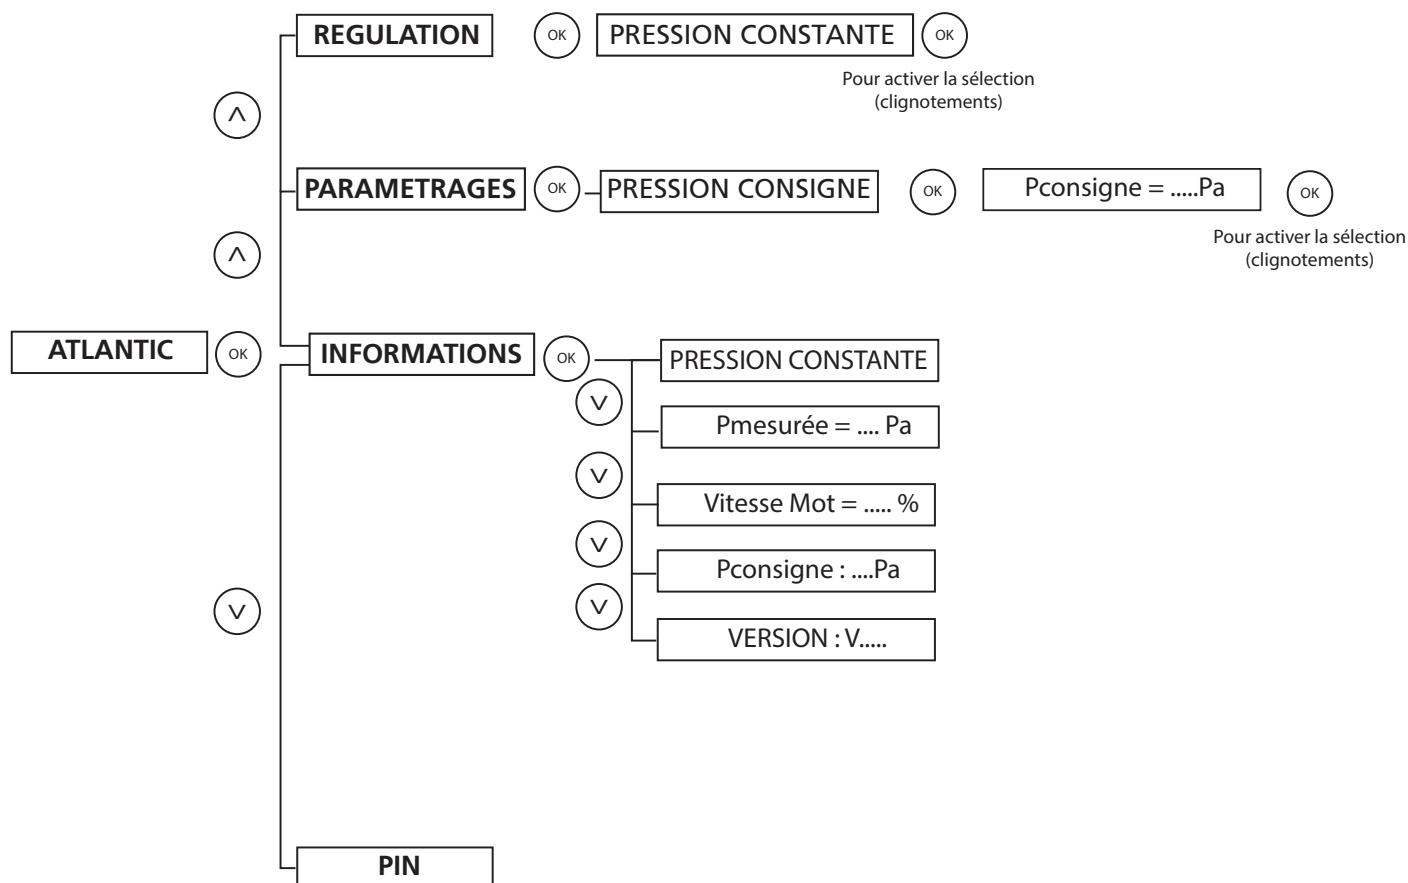 REGULATION OK PRESSION CONSTANTE OK
Pour activer la sélection
(clignotements)
PARAMETRAGES OK PRESSION CONSIGNE OK Pconsigne = .....Pa OK
Pour activer la sélection
(clignotements)
ATLANTIC OK INFORMATIONS OK PRESSION CONSTANTE
Pmesurée = .... Pa
Vitesse Mot = ..... %
Pconsigne : ....Pa
VERSION : V.....
PIN